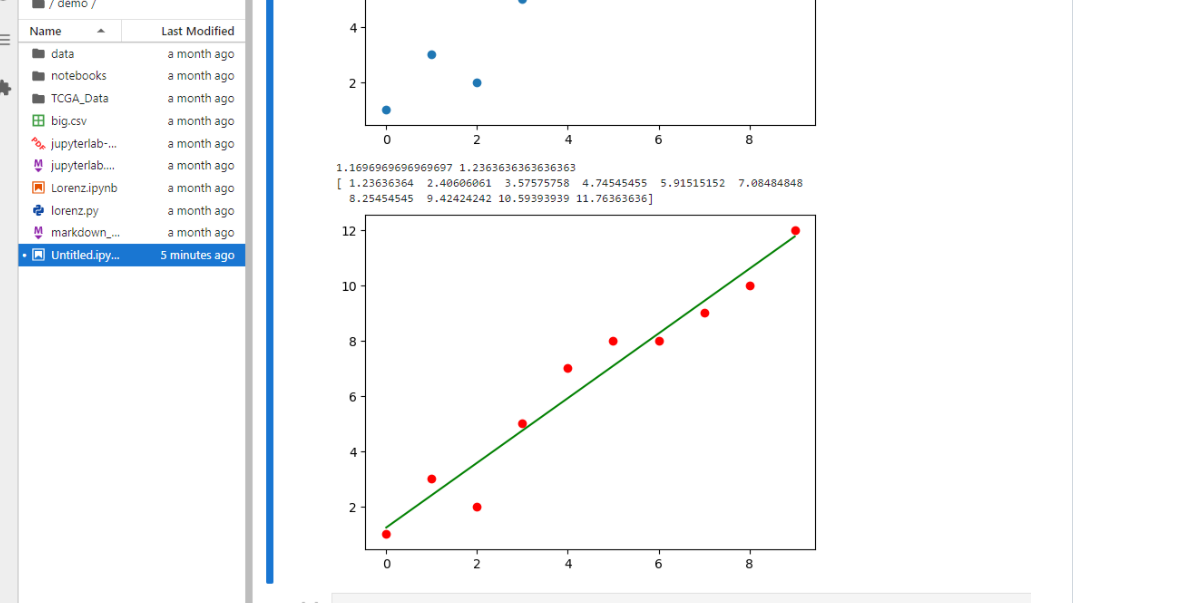 / demo /
Name Last Modified
data a month ago
notebooks a month ago
TCGA_Data a month ago
big.csv a month ago
jupyterlab-... a month ago
jupyterlab.... a month ago
Lorenz.ipynb a month ago
lorenz.py a month ago
markdown_... a month ago
Untitled.ipy... 5 minutes ago
4
2
0 2 4 6 8
1.1696969696969697 1.2363636363636363
[ 1.23636364 2.40606061 3.57575758 4.74545455 5.91515152 7.08484848
8.25454545 9.42424242 10.59393939 11.76363636]
12
10
8
6
4
2
0 2 4 6 8